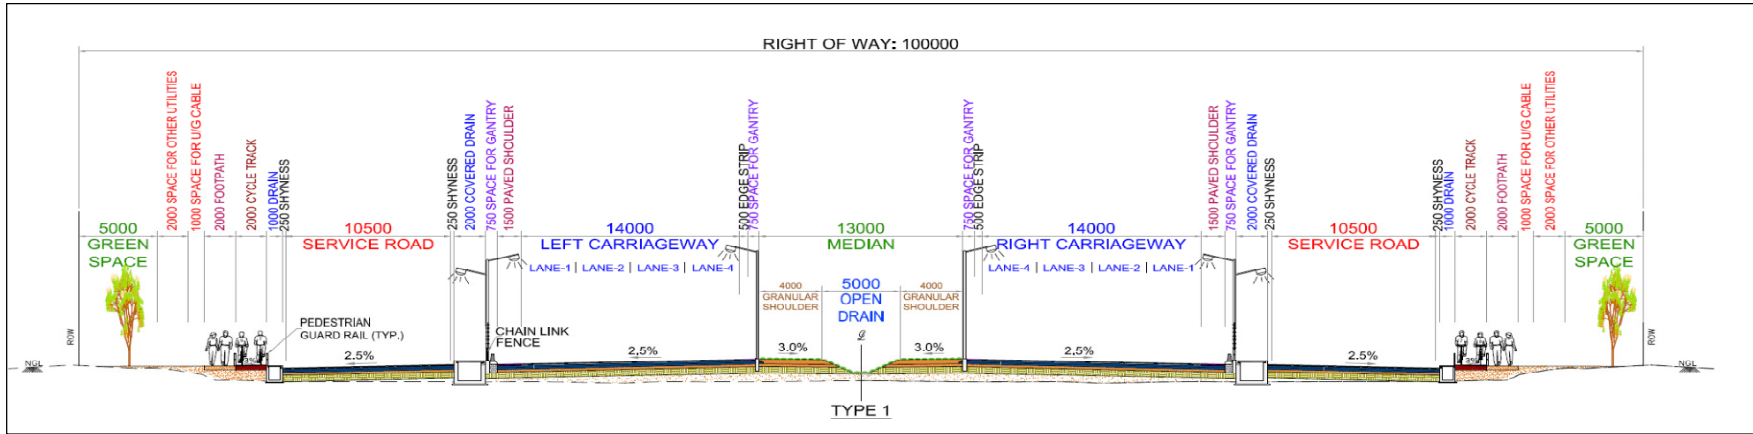 RIGHT OF WAY: 100000
5000
GREEN
SPACE
2000 SPACE FOR OTHER UTILITIES
1000 SPACE FOR U/G CABLE
2000 FOOTPATH
2000 CYCLE TRACK
1000 DRAIN
250 SHYNESS
10500
SERVICE ROAD
250 SHYNESS
2000 COVERED DRAIN
750 SPACE FOR GANTRY
1500 PAVED SHOULDER
14000
LEFT CARRIAGEWAY
LANE-1 | LANE-2 | LANE-3 | LANE-4
500 EDGE STRIP
750 SPACE FOR GANTRY
13000
MEDIAN
4000
GRANULAR
SHOULDER
5000
OPEN
DRAIN
4000
GRANULAR
SHOULDER
750 SPACE FOR GANTRY
500 EDGE STRIP
14000
RIGHT CARRIAGEWAY
LANE-4 | LANE-3 | LANE-2 | LANE-1
1500 PAVED SHOULDER
750 SPACE FOR GANTRY
2000 COVERED DRAIN
250 SHYNESS
10500
SERVICE ROAD
250 SHYNESS
1000 DRAIN
2000 CYCLE TRACK
2000 FOOTPATH
1000 SPACE FOR U/G CABLE
2000 SPACE FOR OTHER UTILITIES
5000
GREEN
SPACE
ROW
NGL
PEDESTRIAN
GUARD RAIL (TYP.)
3%
2.5%
CHAIN LINK
FENCE
2.5%
3.0%
3.0%
2.5%
2.5%
3%
ROW
NGL
TYPE 1